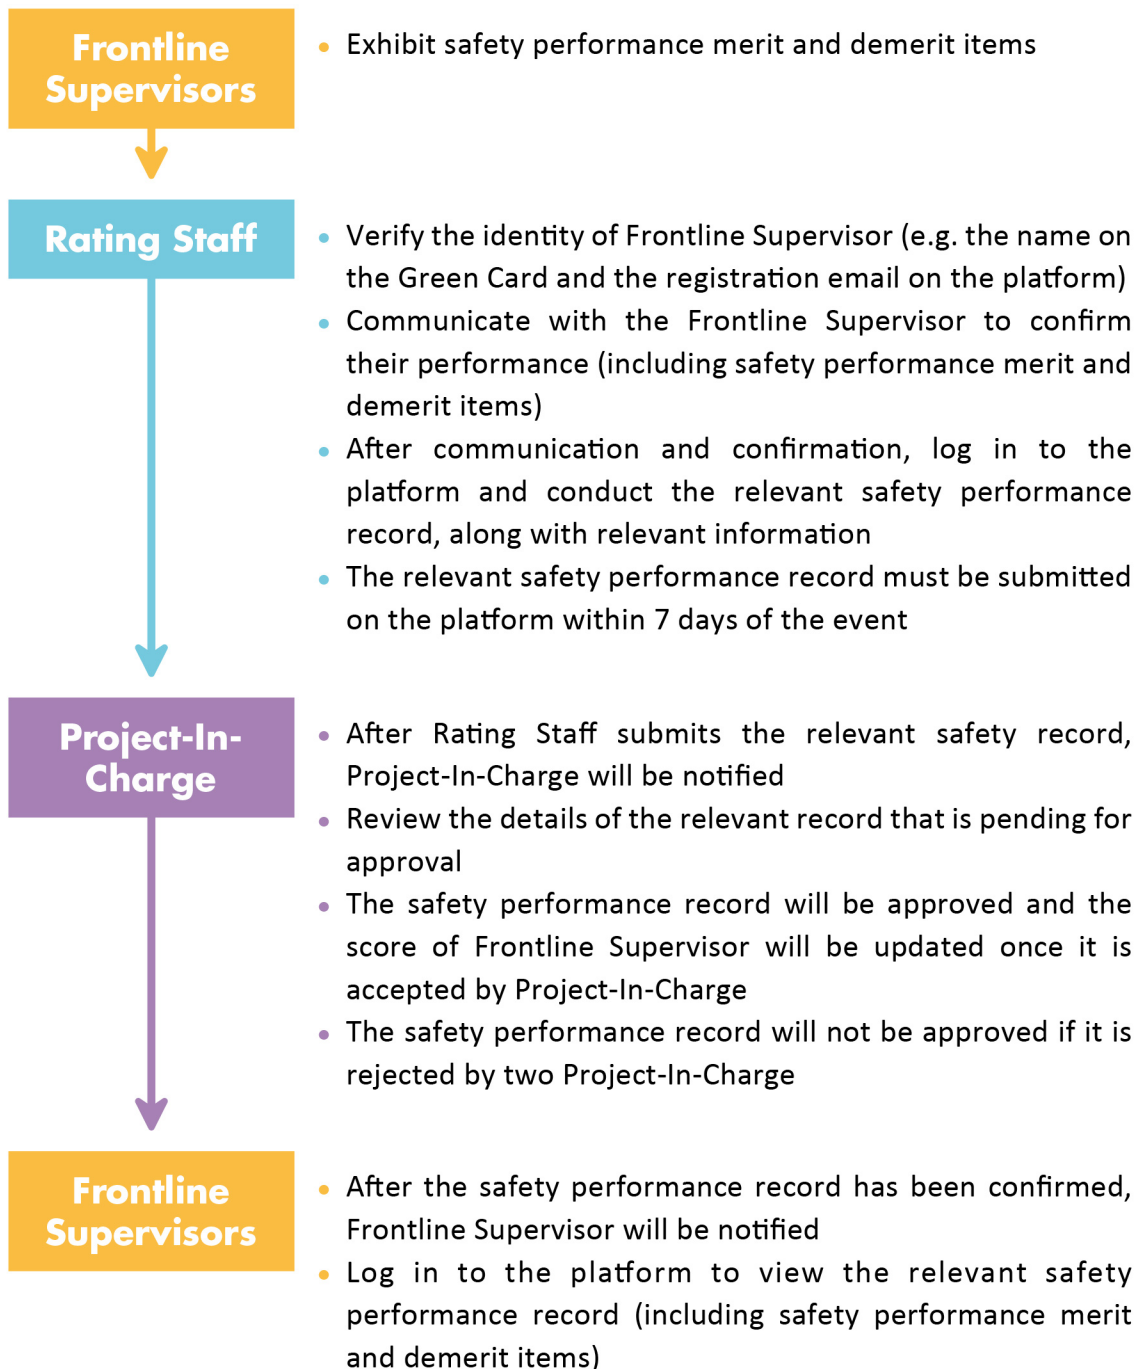 Frontline
Supervisors
• Exhibit safety performance merit and demerit items
Rating Staff
• Verify the identity of Frontline Supervisor (e.g. the name on
the Green Card and the registration email on the platform)
• Communicate with the Frontline Supervisor to confirm
their performance (including safety performance merit and
demerit items)
• After communication and confirmation, log in to the
platform and conduct the relevant safety performance
record, along with relevant information
• The relevant safety performance record must be submitted
on the platform within 7 days of the event
Project-In-
Charge
• After Rating Staff submits the relevant safety record,
Project-In-Charge will be notified
• Review the details of the relevant record that is pending for
approval
• The safety performance record will be approved and the
score of Frontline Supervisor will be updated once it is
accepted by Project-In-Charge
• The safety performance record will not be approved if it is
rejected by two Project-In-Charge
Frontline
Supervisors
• After the safety performance record has been confirmed,
Frontline Supervisor will be notified
• Log in to the platform to view the relevant safety
performance record (including safety performance merit
and demerit items)